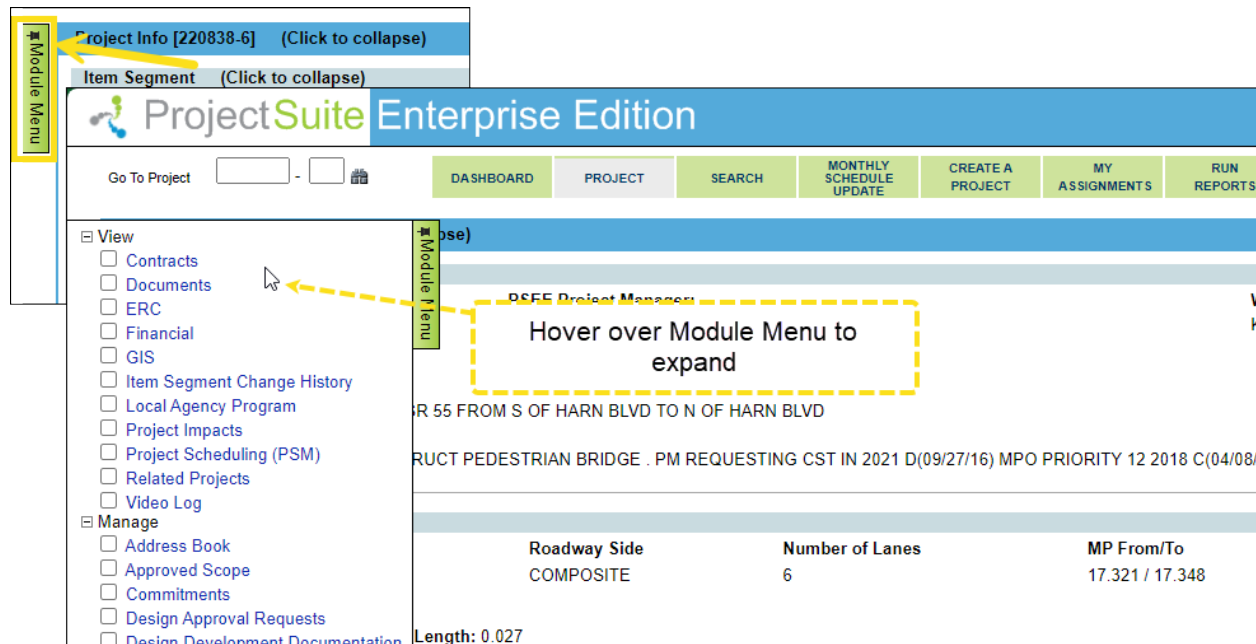 Module Menu
Project Info [220838-6] (Click to collapse)
Item Segment (Click to collapse)
ProjectSuite Enterprise Edition
Go To Project -
DASHBOARD
PROJECT
SEARCH
MONTHLY
SCHEDULE
UPDATE
CREATE A
PROJECT
MY
ASSIGNMENTS
RUN
REPORTS
pse)
Module Menu
View
Contracts
Documents
ERC
Financial
GIS
Item Segment Change History
Local Agency Program
Project Impacts
Project Scheduling (PSM)
Related Projects
Video Log
Manage
Address Book
Approved Scope
Commitments
Design Approval Requests
Design Development Documentation
PSEE Project Manager:
Hover over Module Menu to
expand
SR 55 FROM S OF HARN BLVD TO N OF HARN BLVD
RUCT PEDESTRIAN BRIDGE . PM REQUESTING CST IN 2021 D(09/27/16) MPO PRIORITY 12 2018 C(04/08/
Roadway Side Number of Lanes MP From/To
COMPOSITE 6 17.321 / 17.348
Length: 0.027